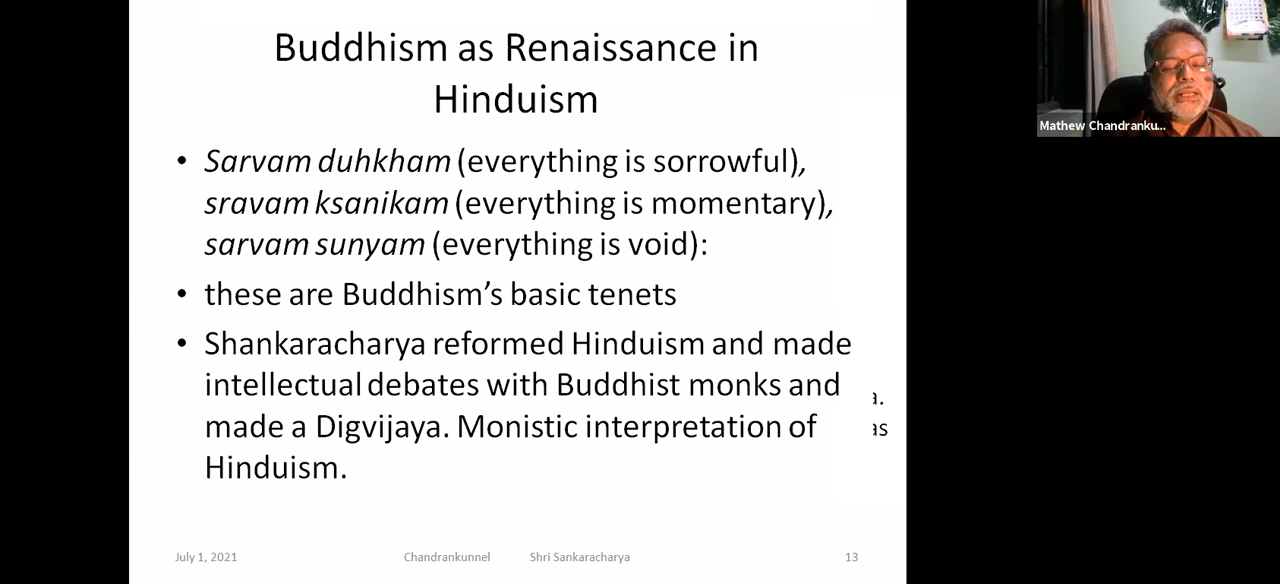 Buddhism as Renaissance in
Hinduism
• Sarvam duhkham (everything is sorrowful),
sravam ksanikam (everything is momentary),
sarvam sunyam (everything is void):
• these are Buddhism's basic tenets
• Shankaracharya reformed Hinduism and made
intellectual debates with Buddhist monks and
made a Digvijaya. Monistic interpretation of
Hinduism.
a.
as
July 1, 2021 Chandrankunnel Shri Sankaracharya 13
Mathew Chandranku...